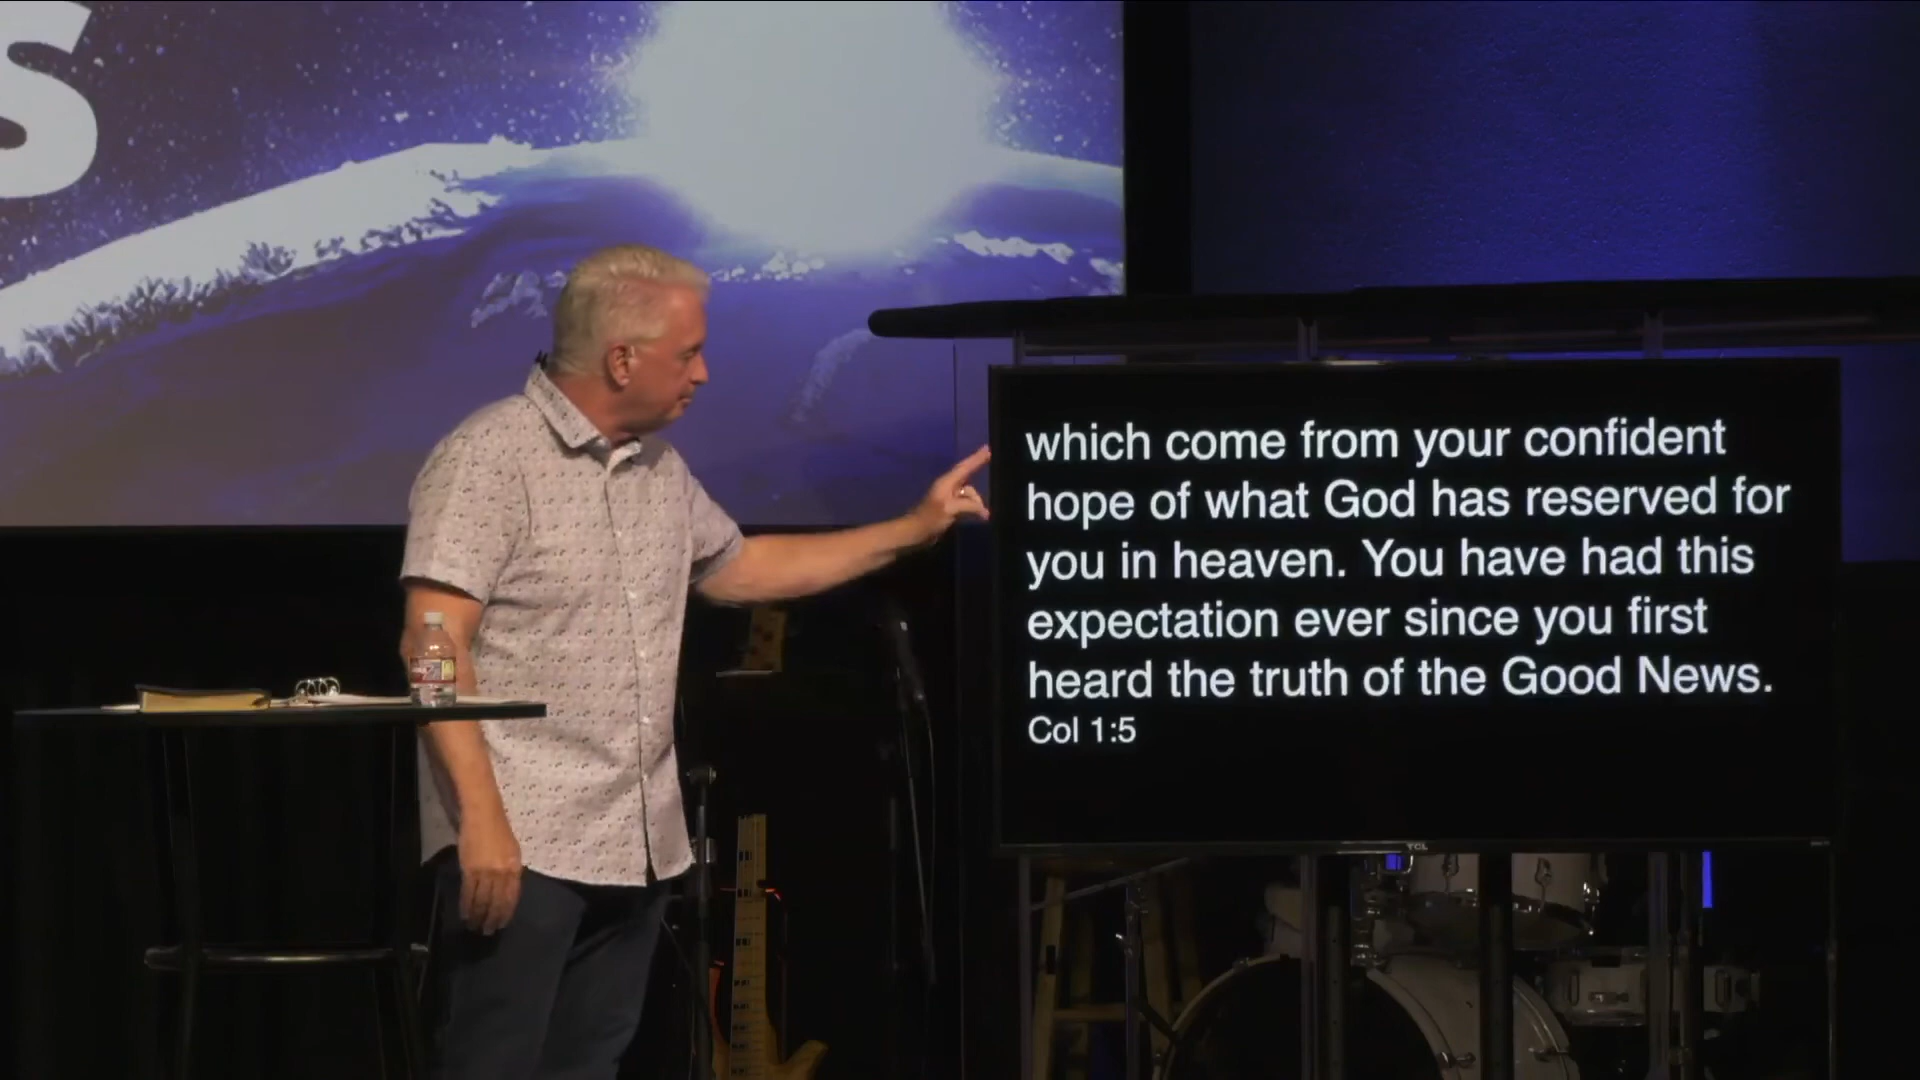 S
which come from your confident
hope of what God has reserved for
you in heaven. You have had this
expectation ever since you first
heard the truth of the Good News.
Col 1:5
TCL